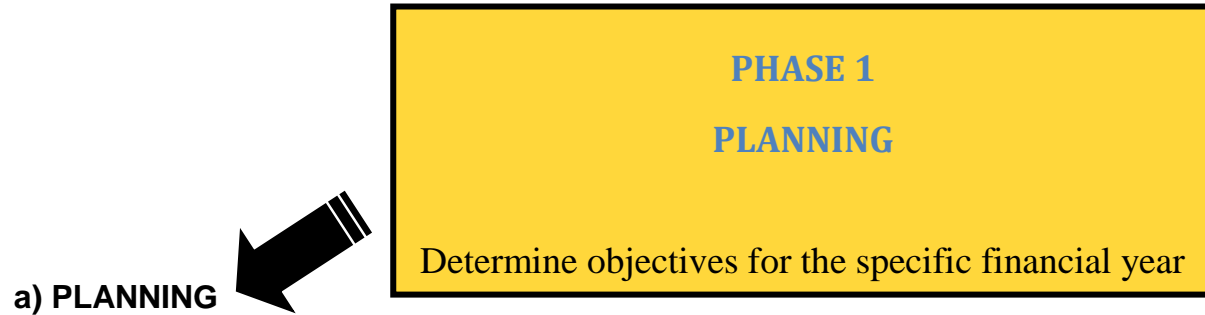 PHASE 1
PLANNING
Determine objectives for the specific financial year
a) PLANNING